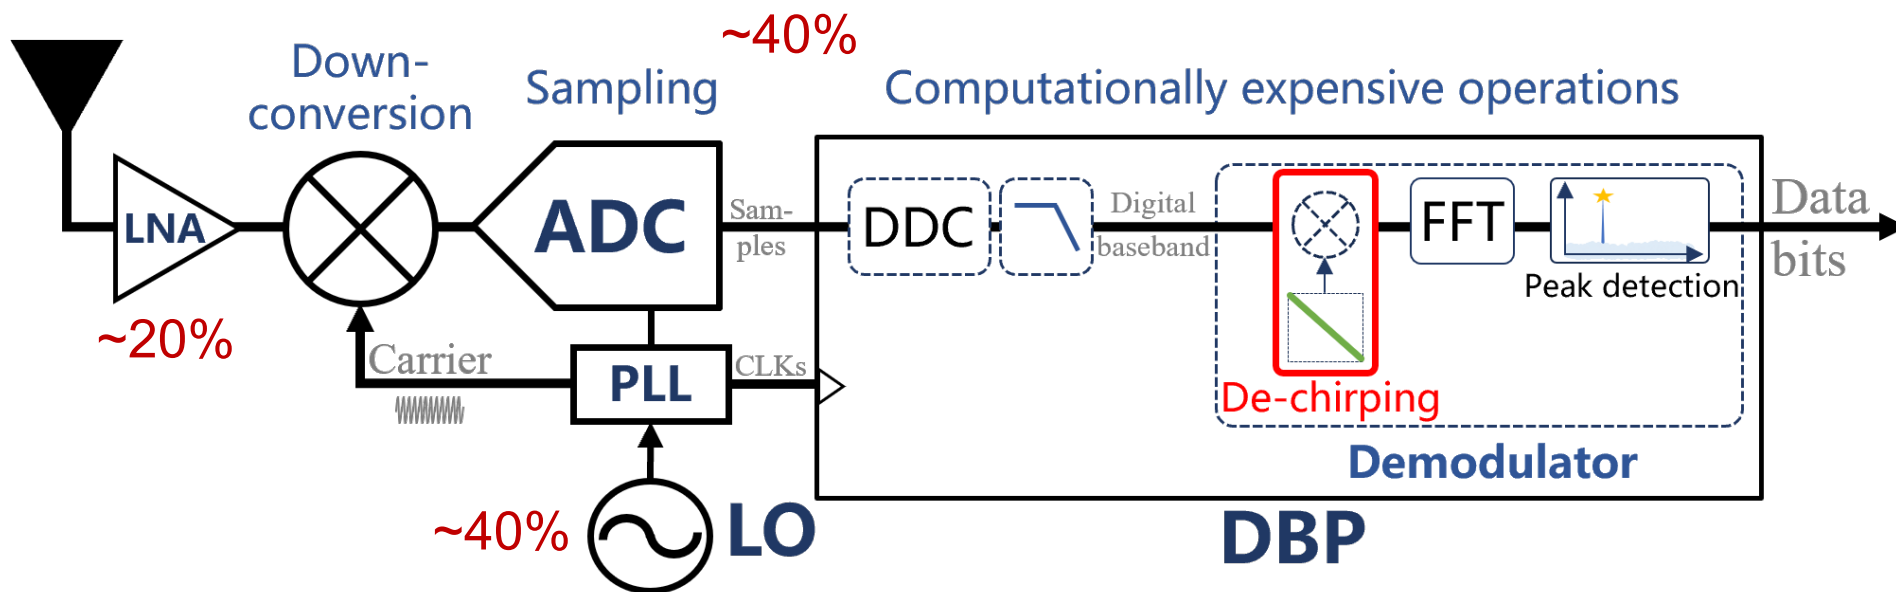 ~40%
Down-
conversion
Sampling
Computationally expensive operations
LNA
ADC
Sam-
ples
DDC
Digital
baseband
FFT
Data
bits
Peak detection
~20%
Carrier
PLL
CLKs
De-chirping
Demodulator
~40%
LO
DBP